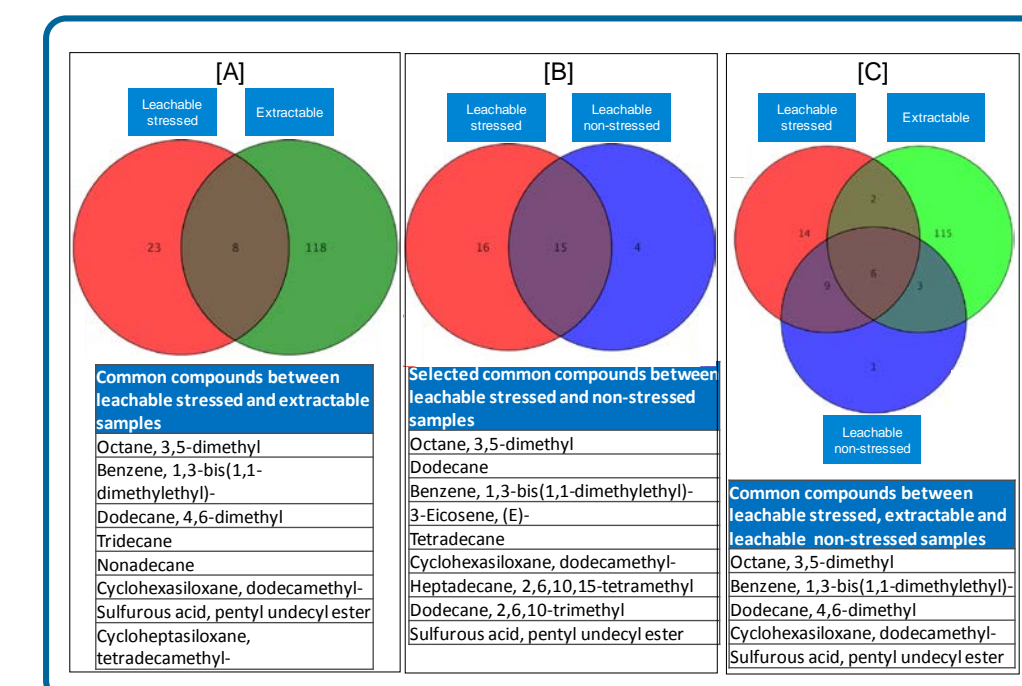 [A]
Leachable
stressed
Extractable
23
8
118
Common compounds between
leachable stressed and extractable
samples
Octane, 3,5-dimethyl
Benzene, 1,3-bis(1,1-
dimethylethyl)-
Dodecane, 4,6-dimethyl
Tridecane
Nonadecane
Cyclohexasiloxane, dodecamethyl-
Sulfurous acid, pentyl undecyl ester
Cycloheptasiloxane,
tetradecamethyl-
[B]
Leachable
stressed
Leachable
non-stressed
16
15
4
Selected common compounds between
leachable stressed and non-stressed
samples
Octane, 3,5-dimethyl
Dodecane
Benzene, 1,3-bis(1,1-dimethylethyl)-
3-Eicosene, (E)-
Tetradecane
Cyclohexasiloxane, dodecamethyl-
Heptadecane, 2,6,10,15-tetramethyl
Dodecane, 2,6,10-trimethyl
Sulfurous acid, pentyl undecyl ester
[C]
Leachable
stressed
Extractable
2
14
115
6
9
3
1
Leachable
non-stressed
Common compounds between
leachable stressed, extractable and
leachable non-stressed samples
Octane, 3,5-dimethyl
Benzene, 1,3-bis(1,1-dimethylethyl)-
Dodecane, 4,6-dimethyl
Cyclohexasiloxane, dodecamethyl-
Sulfurous acid, pentyl undecyl ester